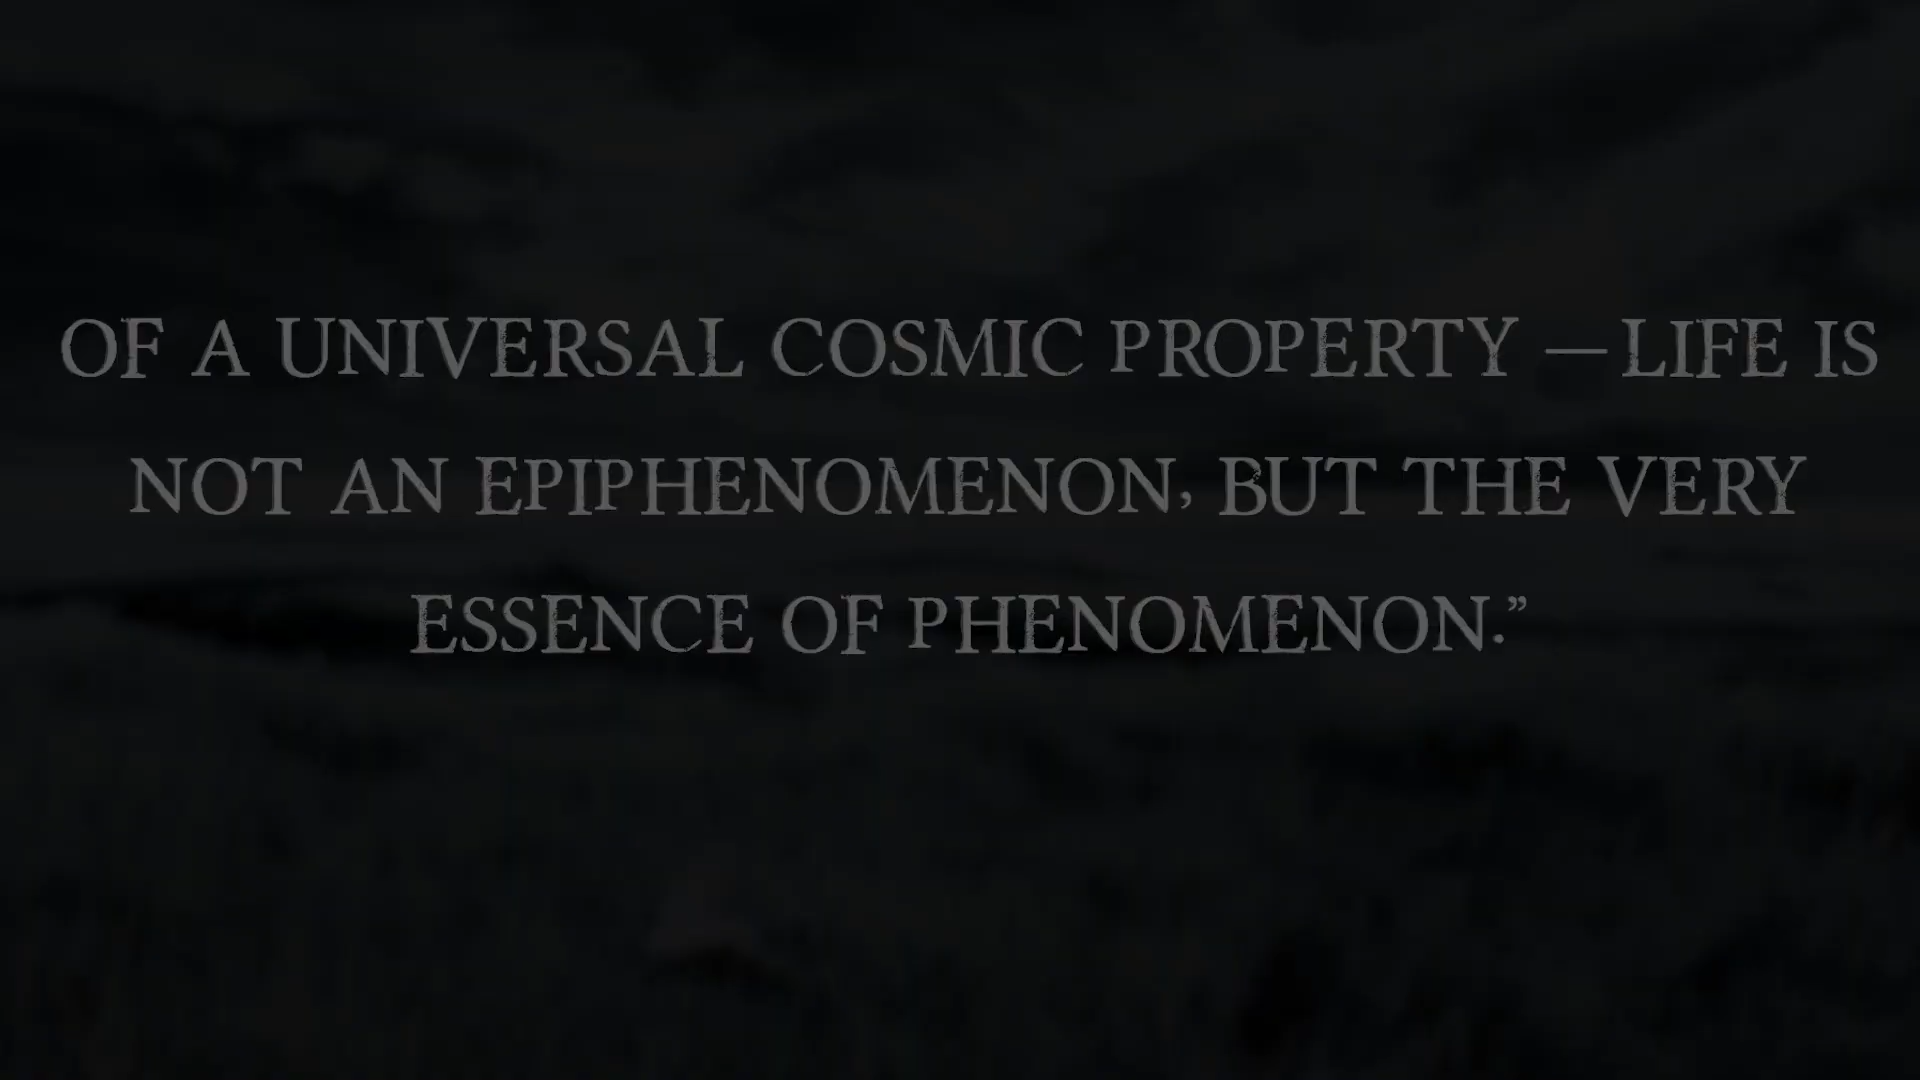 OF A UNIVERSAL COSMIC PROPERTY —LIFE IS
NOT AN EPIPHENOMENON, BUT THE VERY
ESSENCE OF PHENOMENON.”